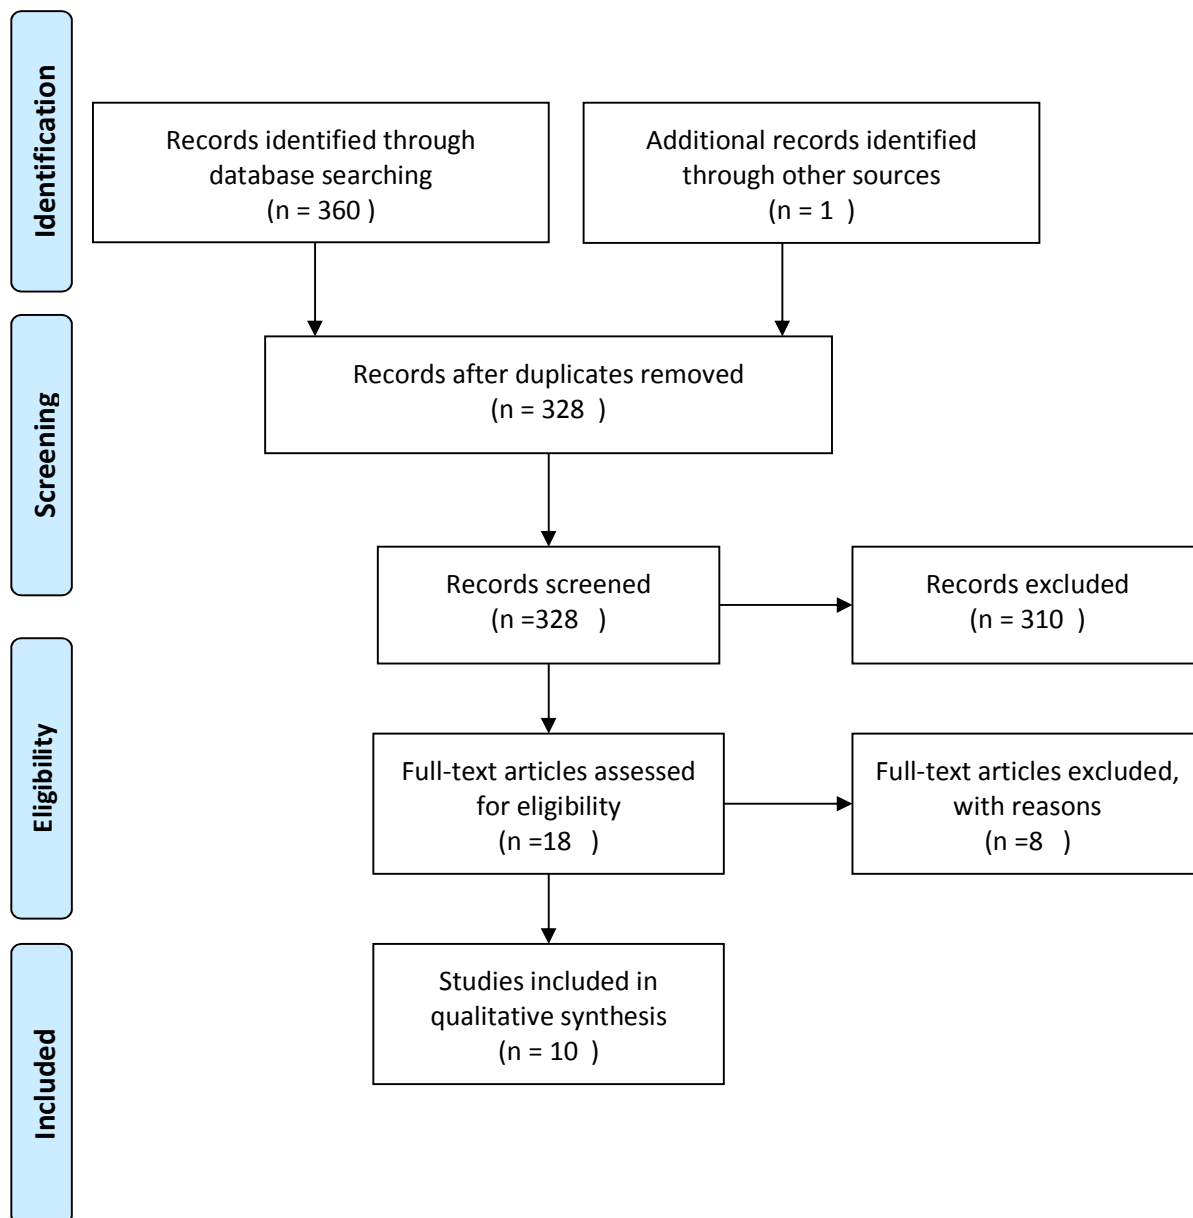 Identification
Records identified through
database searching
(n = 360 )
Additional records identified
through other sources
(n = 1  )
Screening
Records after duplicates removed
(n = 328  )
Records screened
(n =328   )
Records excluded
(n = 310  )
Eligibility
Full-text articles assessed
for eligibility
(n =18   )
Full-text articles excluded,
with reasons
(n =8   )
Included
Studies included in
qualitative synthesis
(n = 10  )